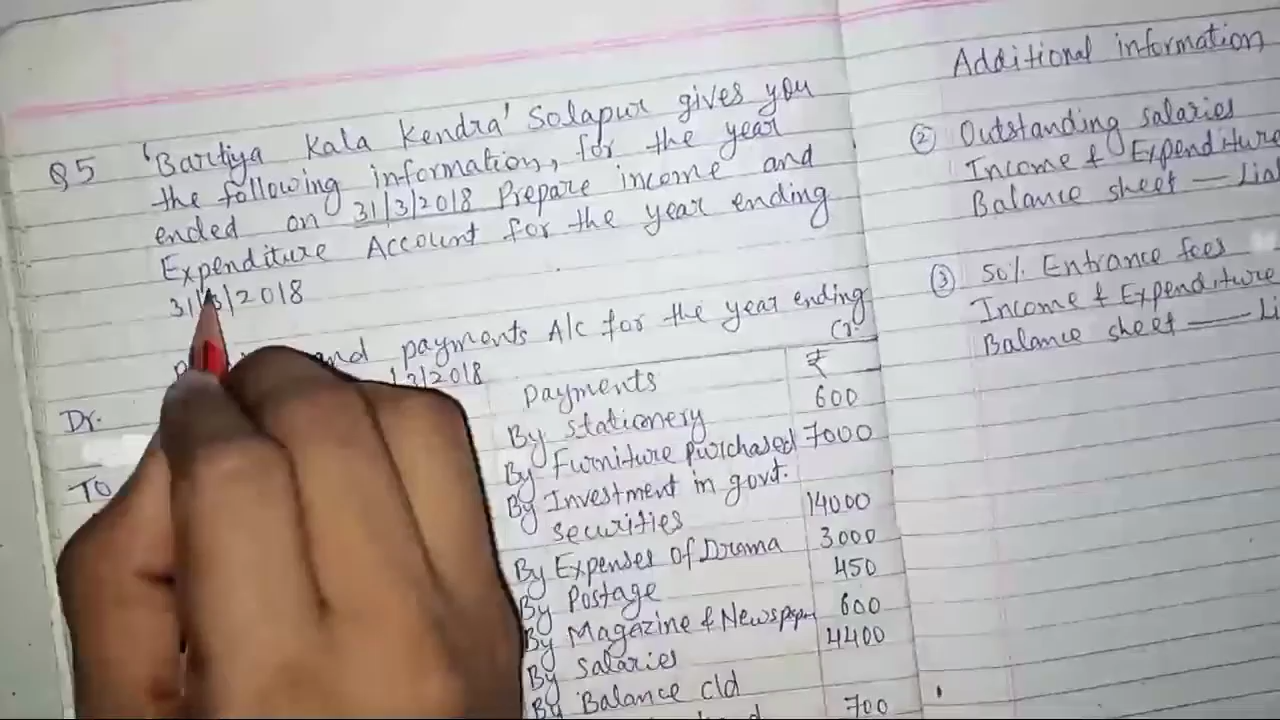 Q5 'Bartiya Kala Kendra' Solapur gives you
the following information, for the year
ended on 31/3/2018 Prepare income and
Expenditure Account for the year ending
31/3/2018
and payments A/c for the year ending
3/2018
Dr.
Cr.
To
Payments ₹
By Stationery 600
By Furniture purchased 7000
By Investment in govt.
securities 14000
By Expenses of Drama 3000
By Postage 450
By Magazine & Newspaper 600
By Salaries 4400
By Balance c/d
700
Additional information
② Outstanding salaries
Income & Expenditure
Balance sheet —
③ 50% Entrance fees
Income & Expenditure
Balance sheet —